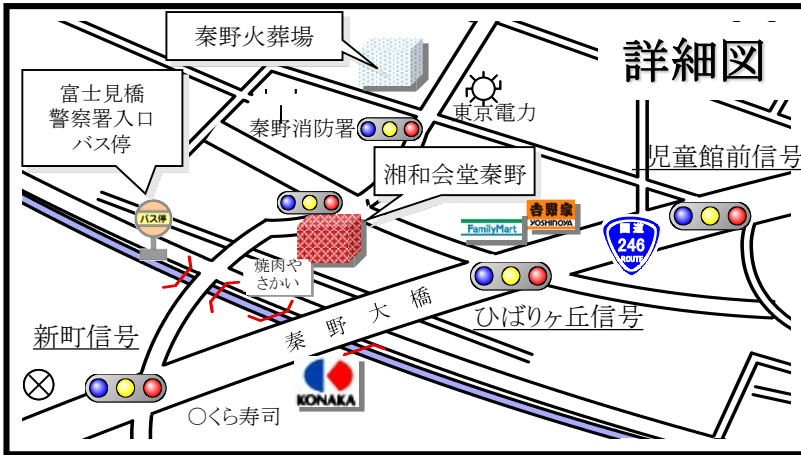 詳細図
秦野火葬場
富士見橋
警察署入口
バス停
秦野消防署
東京電力
児童館前信号
湘和会堂秦野
バス停
FamilyMart
吉野家
YOSHINOYA
国道
246
ROUTE
焼肉や
さかい
ひばりヶ丘信号
秦野大橋
新町信号
KONAKA
○くら寿司